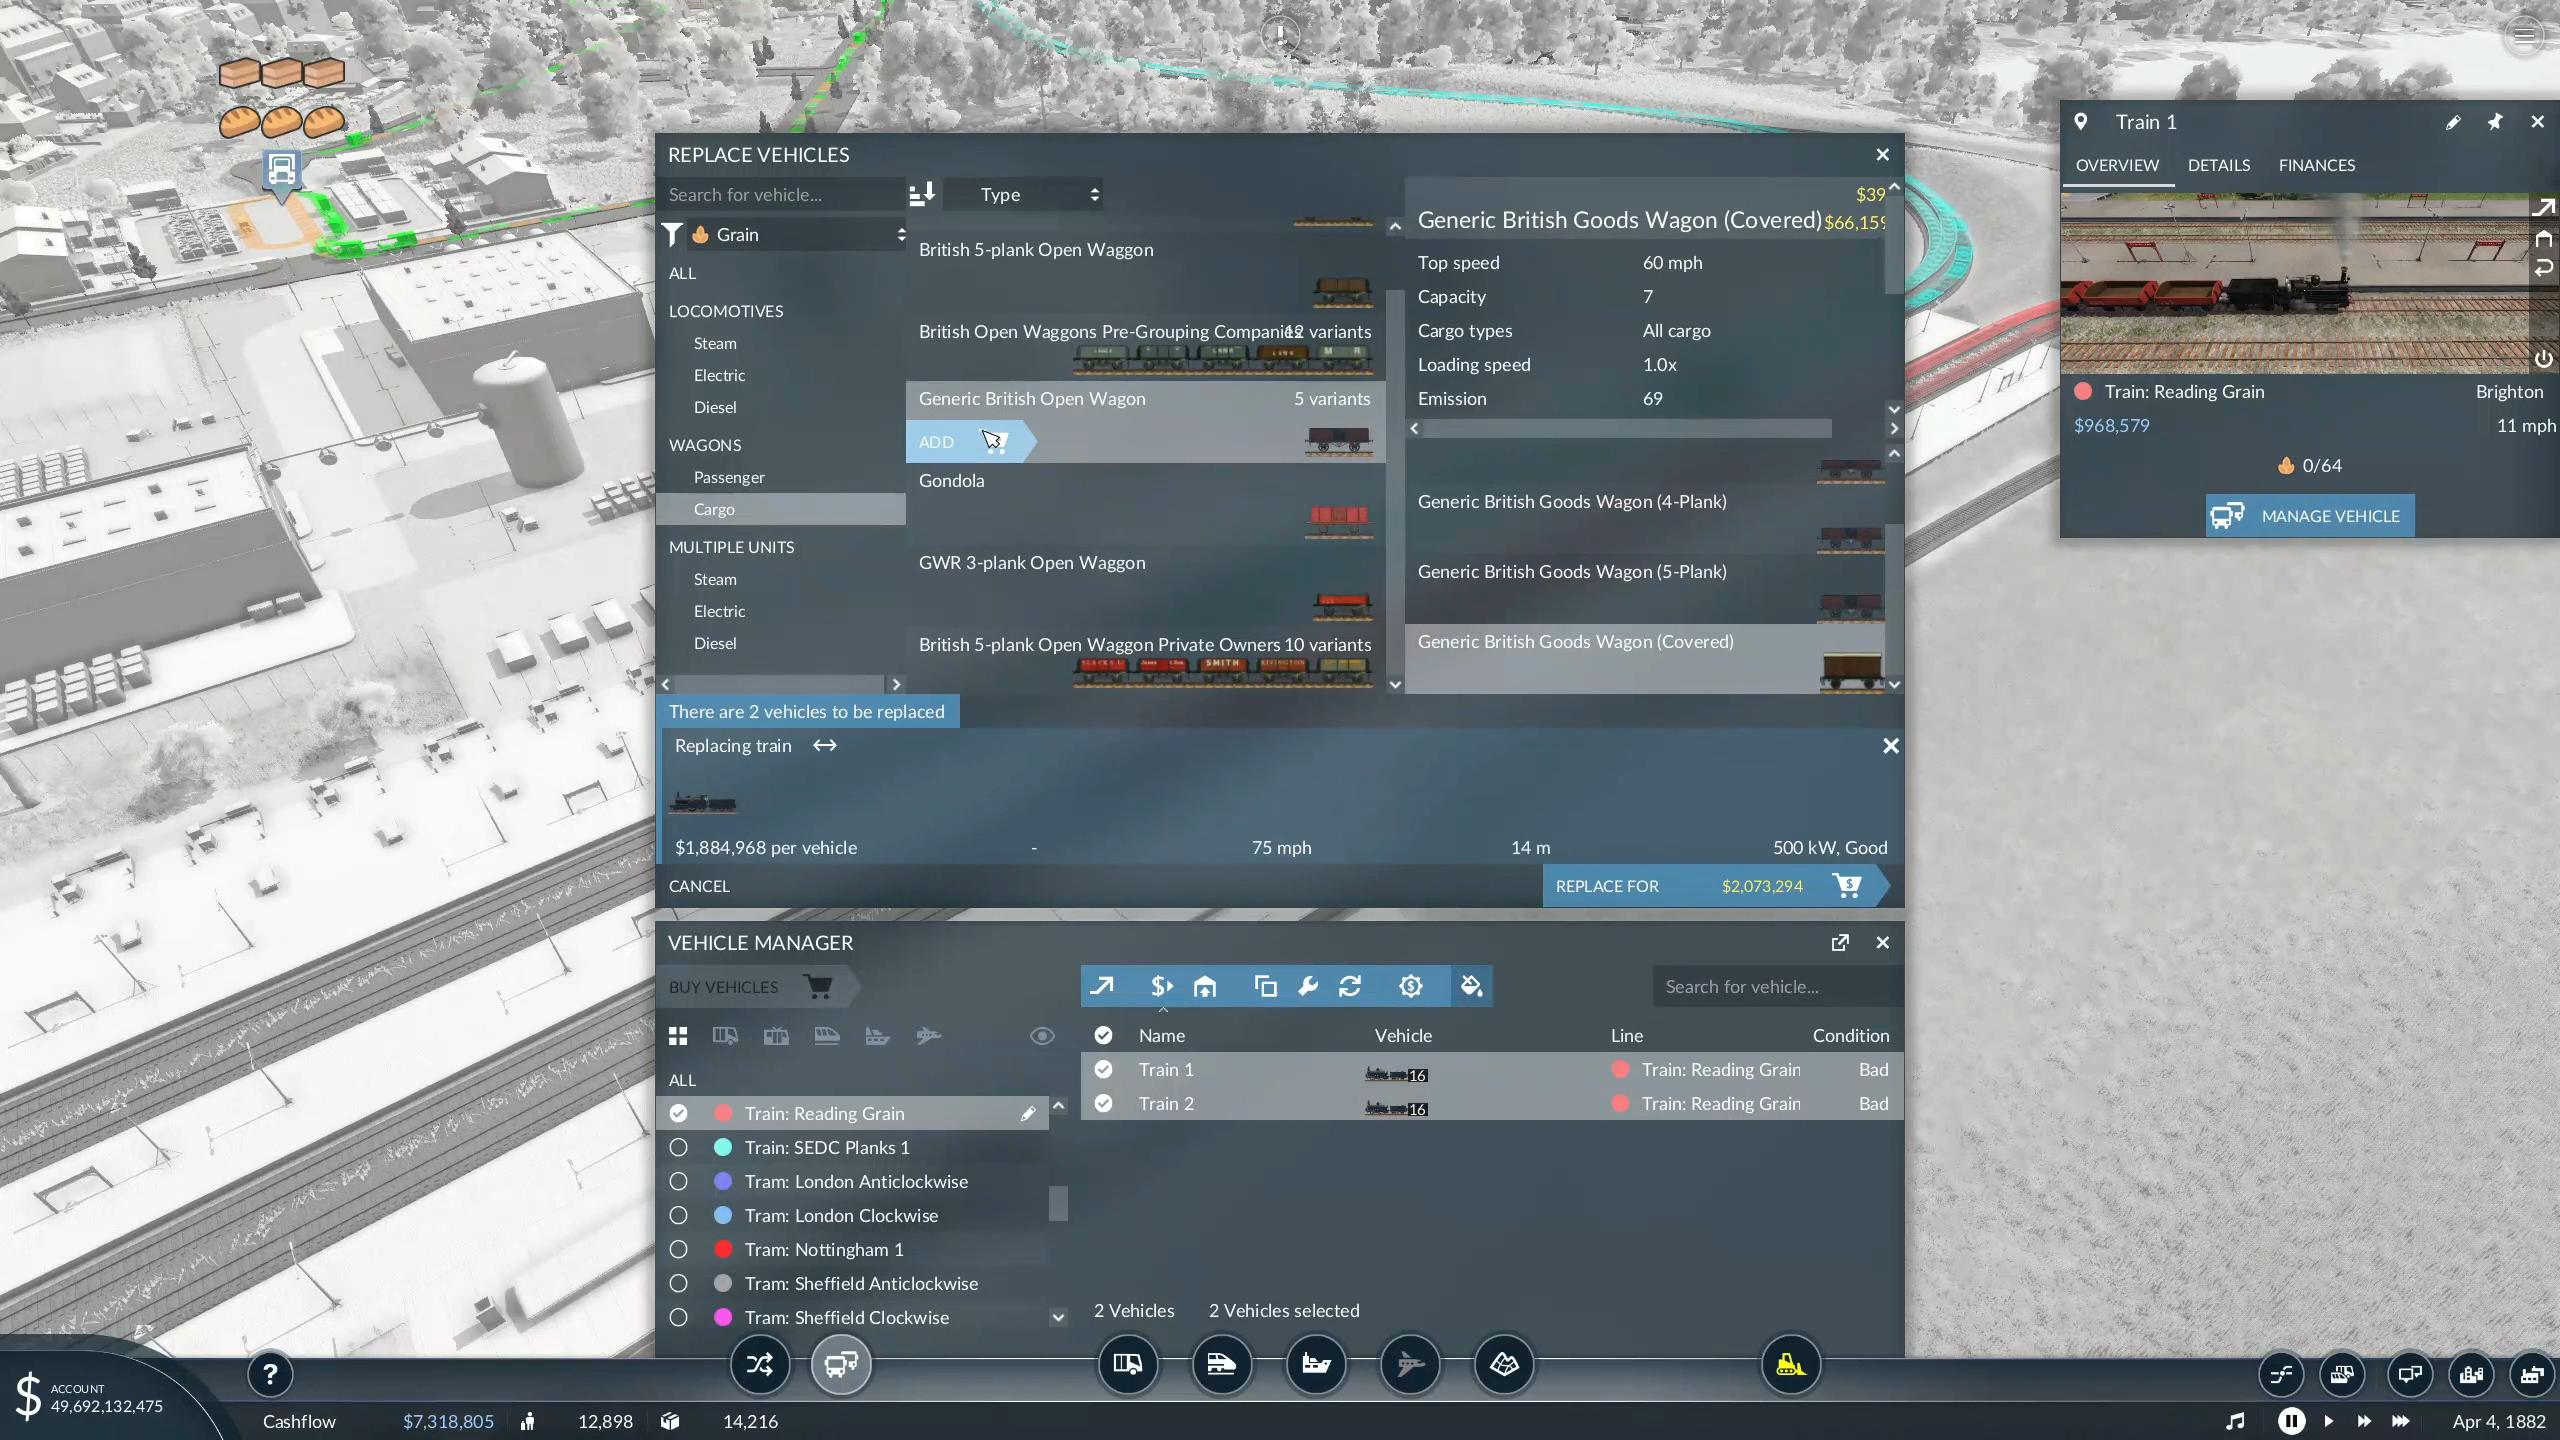 REPLACE VEHICLES
Search for vehicle...
Type
Grain
ALL
LOCOMOTIVES
Steam
Electric
Diesel
WAGONS
Passenger
Cargo
MULTIPLE UNITS
Steam
Electric
Diesel
British 5-plank Open Waggon
British Open Waggons Pre-Grouping Companies 12 variants
Generic British Open Wagon 5 variants
ADD
Gondola
GWR 3-plank Open Waggon
British 5-plank Open Waggon Private Owners 10 variants
SMITH
$39
Generic British Goods Wagon (Covered) $66,159
Top speed 60 mph
Capacity 7
Cargo types All cargo
Loading speed 1.0x
Emission 69
Generic British Goods Wagon (4-Plank)
Generic British Goods Wagon (5-Plank)
Generic British Goods Wagon (Covered)
There are 2 vehicles to be replaced
Replacing train
$1,884,968 per vehicle - 75 mph 14 m 500 kW, Good
CANCEL
REPLACE FOR $2,073,294
VEHICLE MANAGER
BUY VEHICLES
Search for vehicle...
ALL
Train: Reading Grain
Train: SEDC Planks 1
Tram: London Anticlockwise
Tram: London Clockwise
Tram: Nottingham 1
Tram: Sheffield Anticlockwise
Tram: Sheffield Clockwise
Name Vehicle Line Condition
Train 1 16 Train: Reading Grain Bad
Train 2 16 Train: Reading Grain Bad
2 Vehicles 2 Vehicles selected
Train 1
OVERVIEW DETAILS FINANCES
Train: Reading Grain Brighton
$968,579 11 mph
0/64
MANAGE VEHICLE
ACCOUNT
49,692,132,475
Cashflow $7,318,805 12,898 14,216
Apr 4, 1882